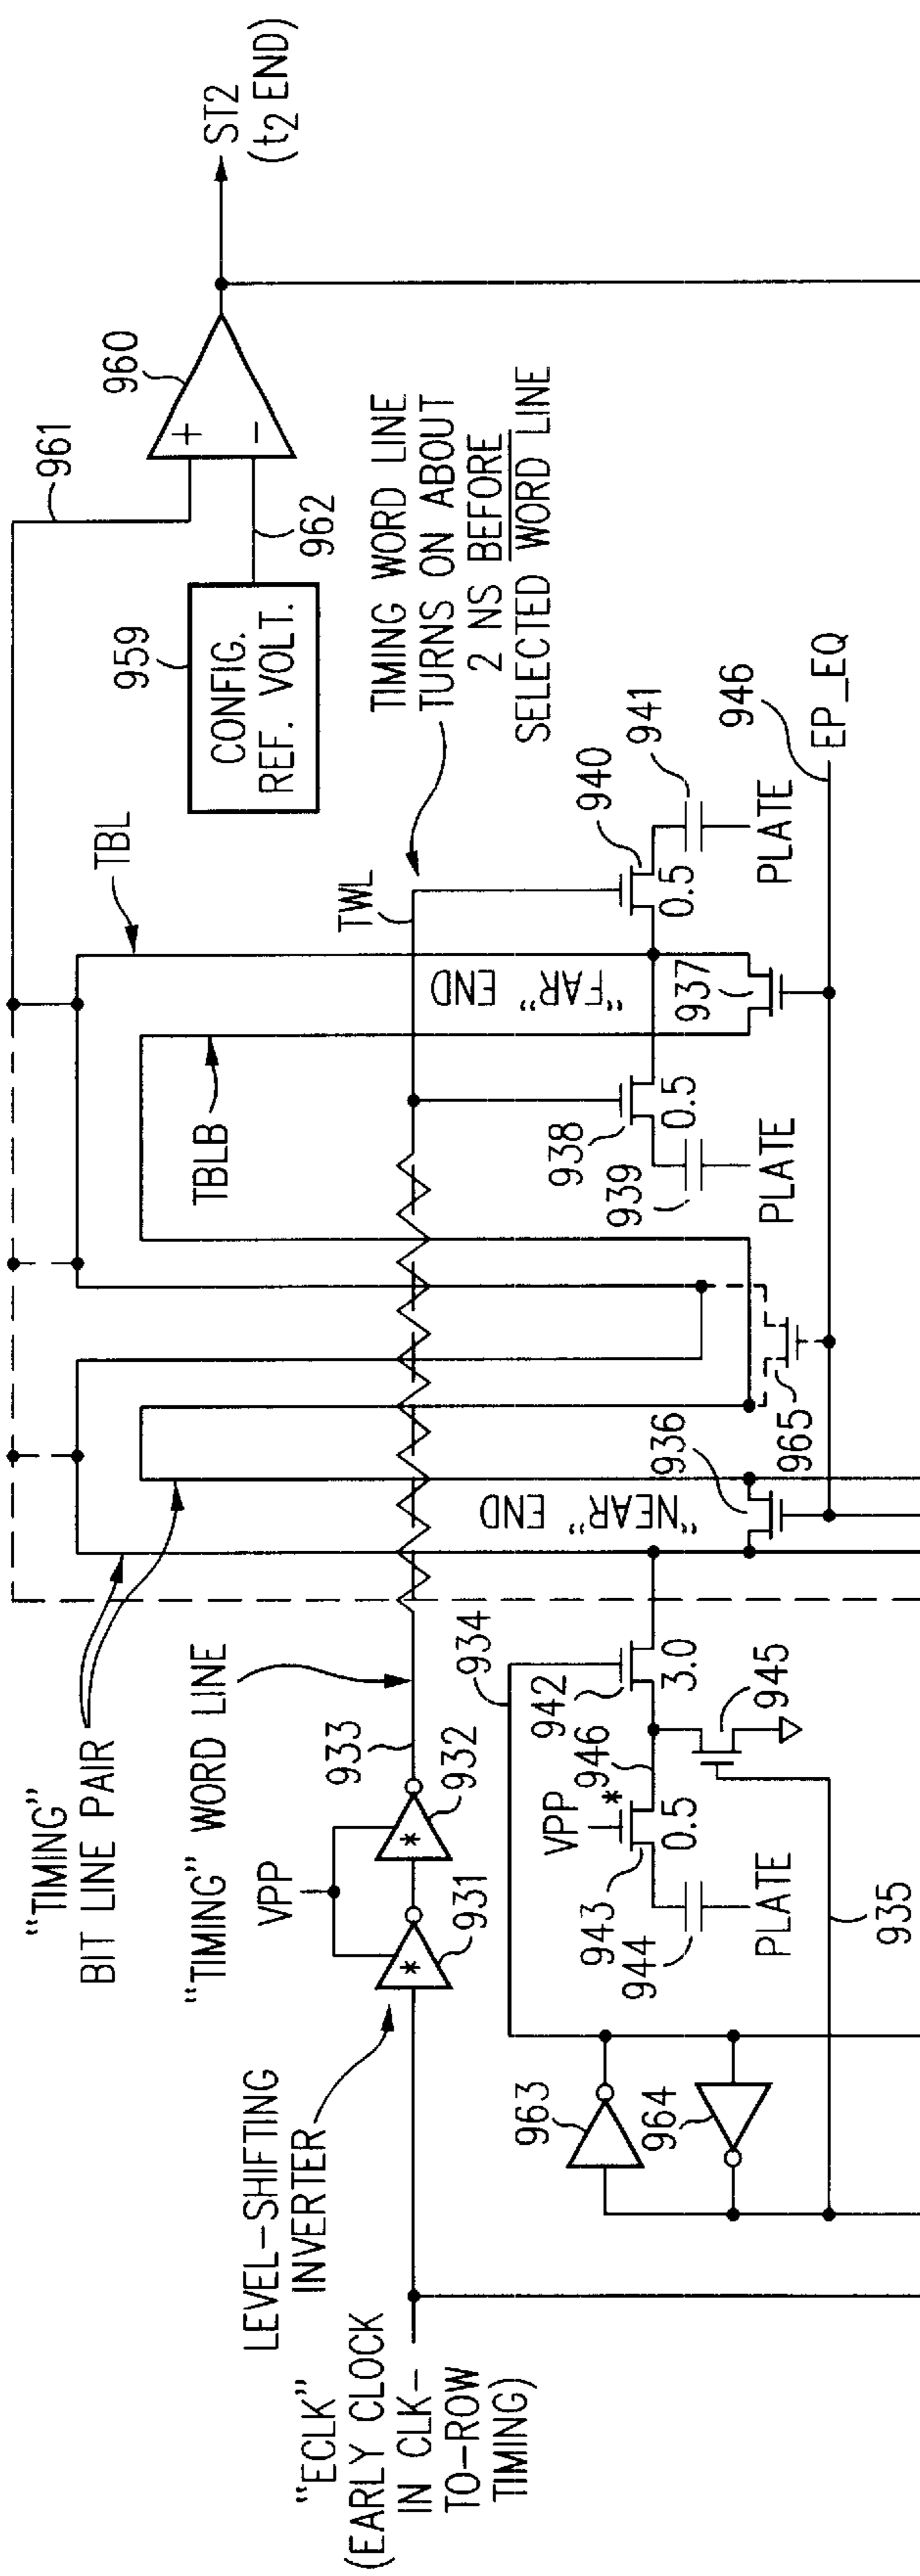 "TIMING"
BIT LINE PAIR
"TIMING" WORD LINE
VPP
LEVEL-SHIFTING
INVERTER
"ECLK"
(EARLY CLOCK
IN CLK-
TO-ROW
TIMING)
*
931
*
932
933
TBL
TBLB
TWL
961
960
+
-
962
959
CONFIG.
REF. VOLT.
ST2
(t2 END)
TIMING WORD LINE
TURNS ON ABOUT
2 NS BEFORE
SELECTED WORD LINE
"NEAR"
END
"FAR"
END
934
942
3.0
946
VPP
*
943
0.5
944
PLATE
945
935
963
964
936
965
938
0.5
939
PLATE
937
940
0.5
941
PLATE
946
EP_EQ